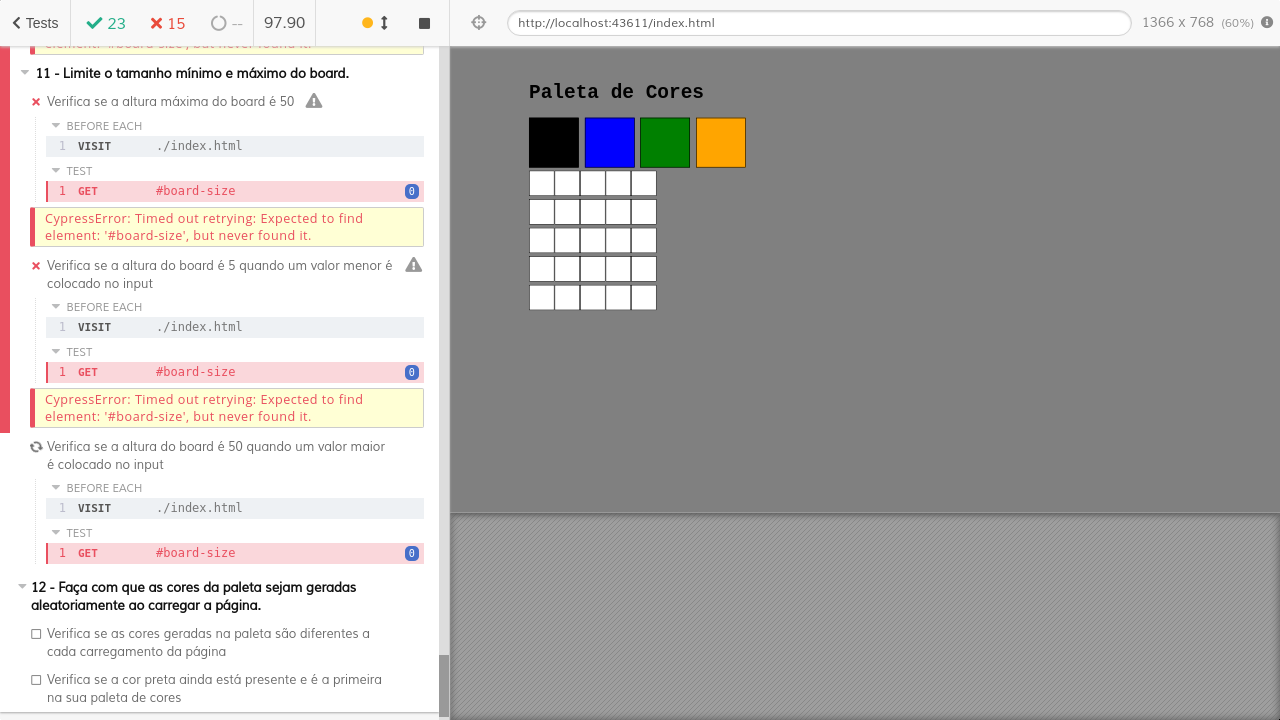 Tests
23
15
--
97.90
http://localhost:43611/index.html
1366 x 768 (60%)
element: '#board-size', but never found it.
11 - Limite o tamanho mínimo e máximo do board.
Verifica se a altura máxima do board é 50
BEFORE EACH
1 VISIT ./index.html
TEST
1 GET #board-size 0
CypressError: Timed out retrying: Expected to find
element: '#board-size', but never found it.
Verifica se a altura do board é 5 quando um valor menor é
colocado no input
BEFORE EACH
1 VISIT ./index.html
TEST
1 GET #board-size 0
CypressError: Timed out retrying: Expected to find
element: '#board-size', but never found it.
Verifica se a altura do board é 50 quando um valor maior
é colocado no input
BEFORE EACH
1 VISIT ./index.html
TEST
1 GET #board-size 0
12 - Faça com que as cores da paleta sejam geradas
aleatoriamente ao carregar a página.
Verifica se as cores geradas na paleta são diferentes a
cada carregamento da página
Verifica se a cor preta ainda está presente e é a primeira
na sua paleta de cores
Paleta de Cores